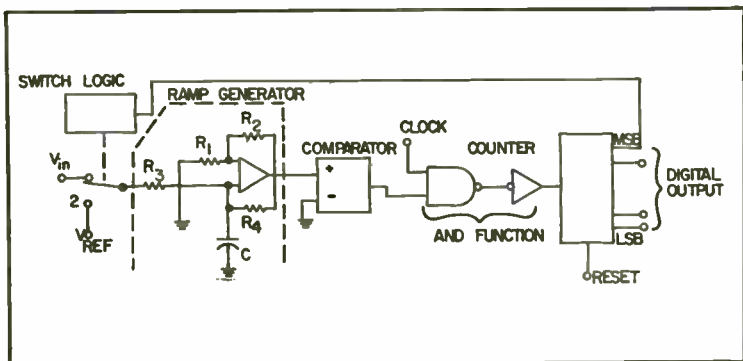 SWITCH LOGIC
RAMP GENERATOR
R2
R1
COMPARATOR
CLOCK
COUNTER
MSB
Vin
R3
+
-
DIGITAL
OUTPUT
2
R4
LSB
V
REF
C
AND FUNCTION
RESET